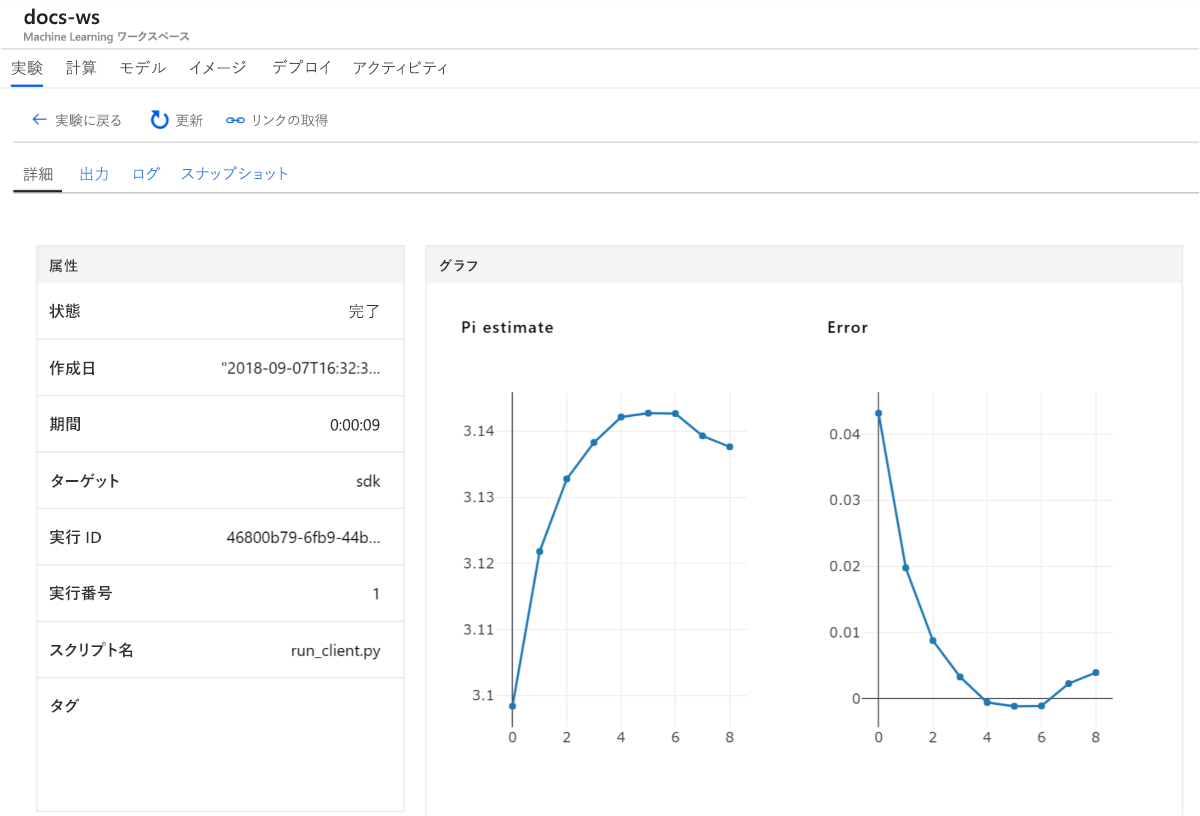 docs-ws
Machine Learning ワークスペース
実験 計算 モデル イメージ デプロイ アクティビティ
← 実験に戻る 更新 リンクの取得
詳細 出力 ログ スナップショット
属性
状態 完了
作成日 "2018-09-07T16:32:3...
期間 0:00:09
ターゲット sdk
実行 ID 46800b79-6fb9-44b...
実行番号 1
スクリプト名 run_client.py
タグ
グラフ
Pi estimate
3.14
3.13
3.12
3.11
3.1
0 2 4 6 8
Error
0.04
0.03
0.02
0.01
0
0 2 4 6 8